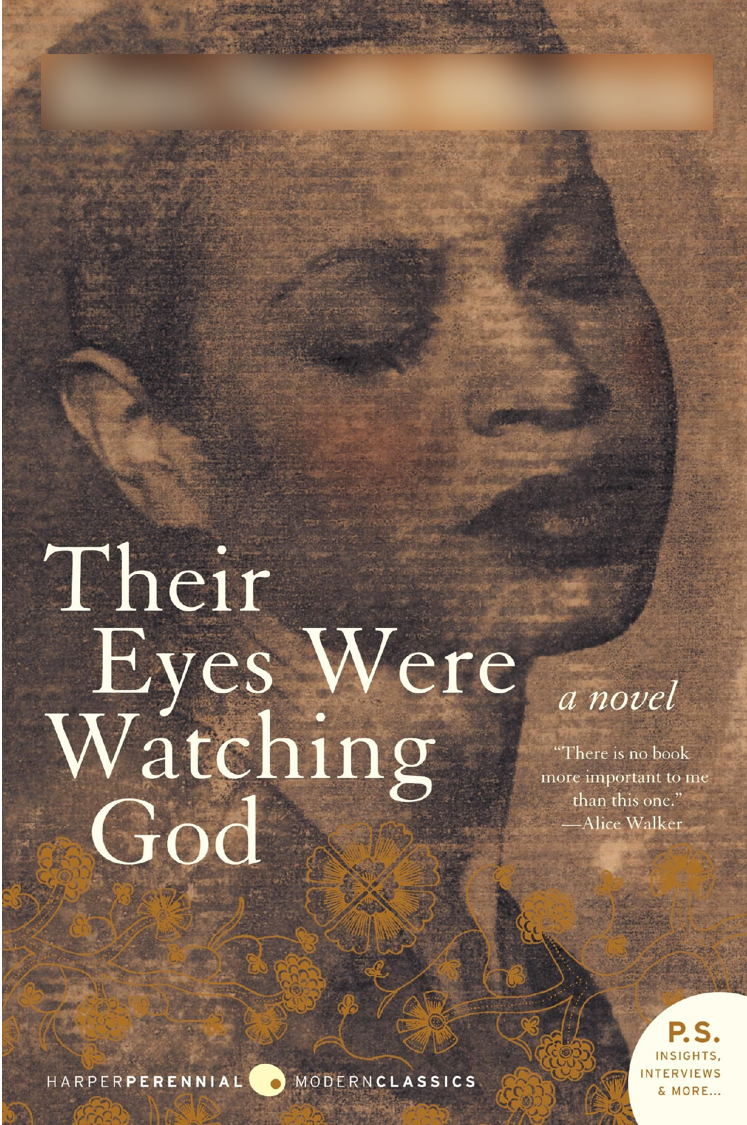 Their
Eyes Were
Watching
God
a novel
“There is no book
more important to me
than this one.”
—Alice Walker
P.S.
INSIGHTS,
INTERVIEWS
& MORE...
HARPERPERENNIAL MODERNCLASSICS